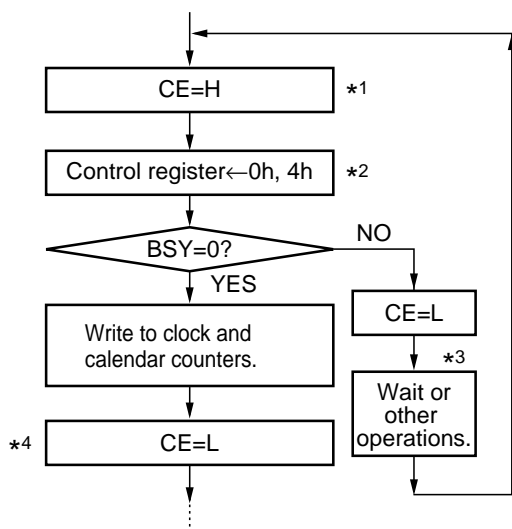 CE=H
*1
Control register←0h, 4h
*2
BSY=0?
NO
YES
Write to clock and
calendar counters.
CE=L
*3
Wait or
other
operations.
*4
CE=L